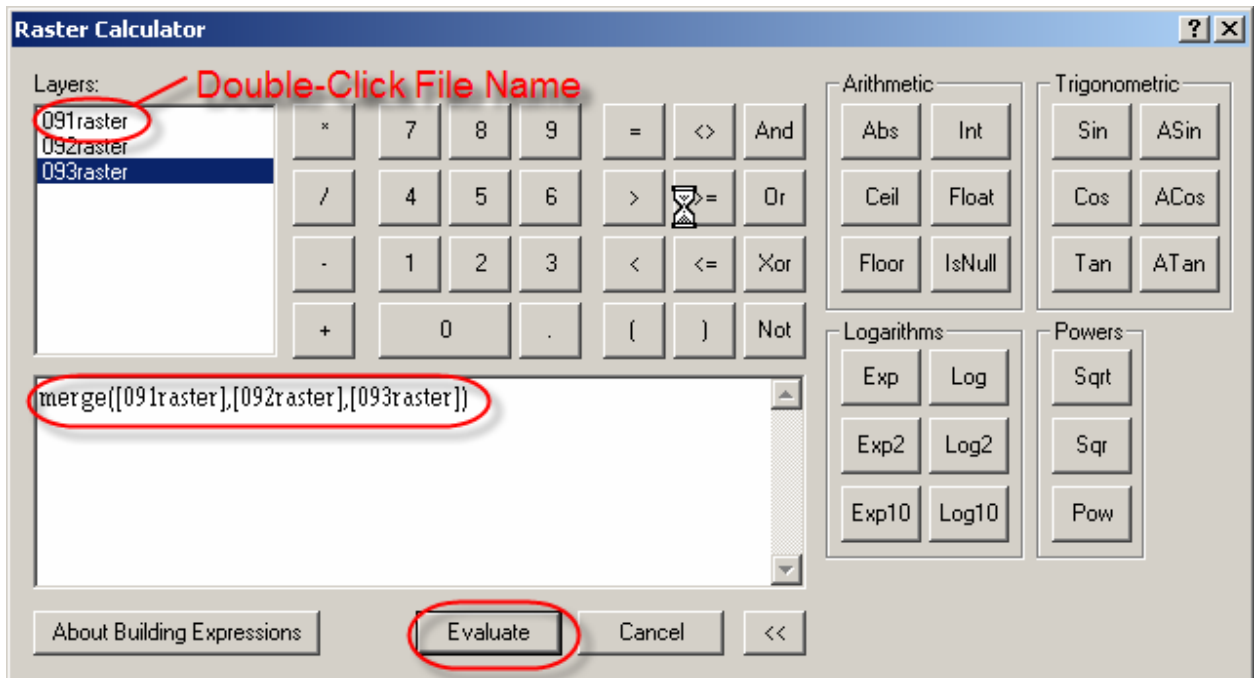 Raster Calculator
? X
Layers:
Double-Click File Name
091raster
092raster
093raster
* 7 8 9 = <> And
/ 4 5 6 > >= Or
- 1 2 3 < <= Xor
+ 0 . ( ) Not
merge([091raster],[092raster],[093raster])
About Building Expressions
Evaluate
Cancel
<<
Arithmetic
Abs Int
Ceil Float
Floor IsNull
Trigonometric
Sin ASin
Cos ACos
Tan ATan
Logarithms
Exp Log
Exp2 Log2
Exp10 Log10
Powers
Sqrt
Sqr
Pow